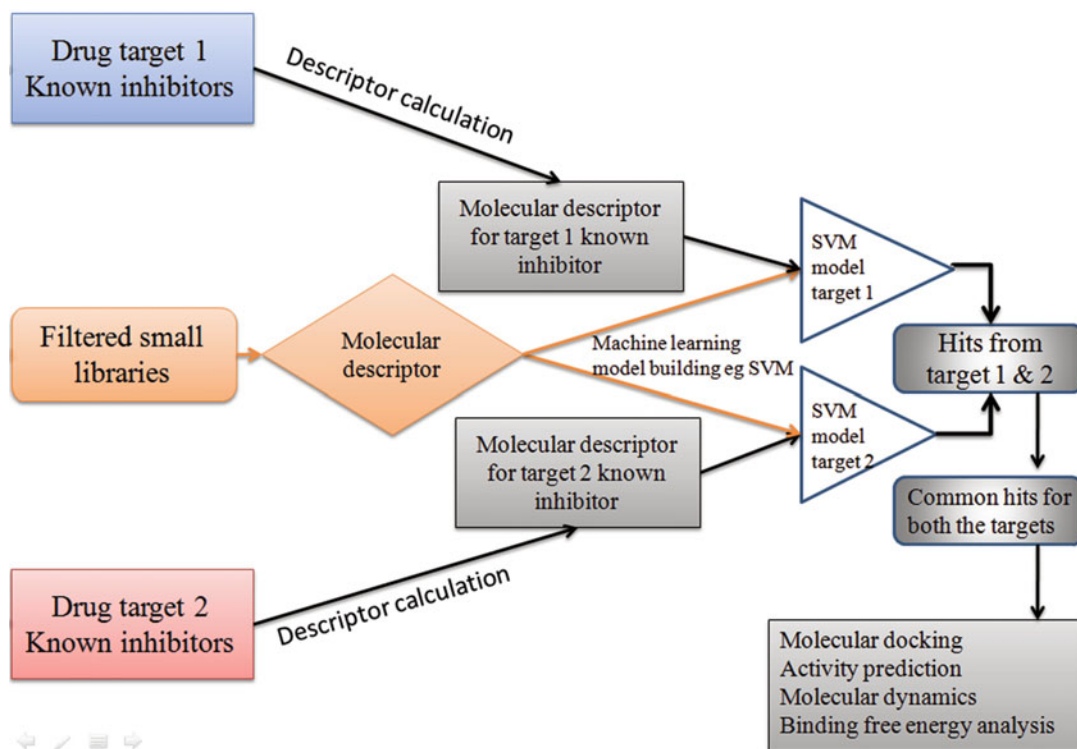 Drug target 1
Known inhibitors
Descriptor calculation
Molecular descriptor
for target 1 known
inhibitor
SVM
model
target 1
Filtered small
libraries
Molecular
descriptor
Machine learning
model building eg SVM
Hits from
target 1 & 2
SVM
model
target 2
Molecular descriptor
for target 2 known
inhibitor
Common hits for
both the targets
Drug target 2
Known inhibitors
Descriptor calculation
Molecular docking
Activity prediction
Molecular dynamics
Binding free energy analysis